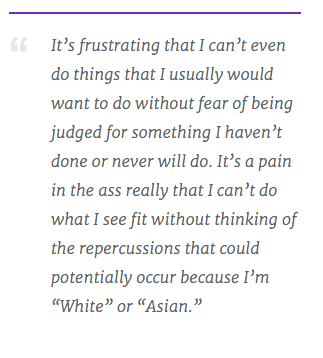 “
It’s frustrating that I can’t even
do things that I usually would
want to do without fear of being
judged for something I haven’t
done or never will do. It’s a pain
in the ass really that I can’t do
what I see fit without thinking of
the repercussions that could
potentially occur because I’m
“White” or “Asian.”